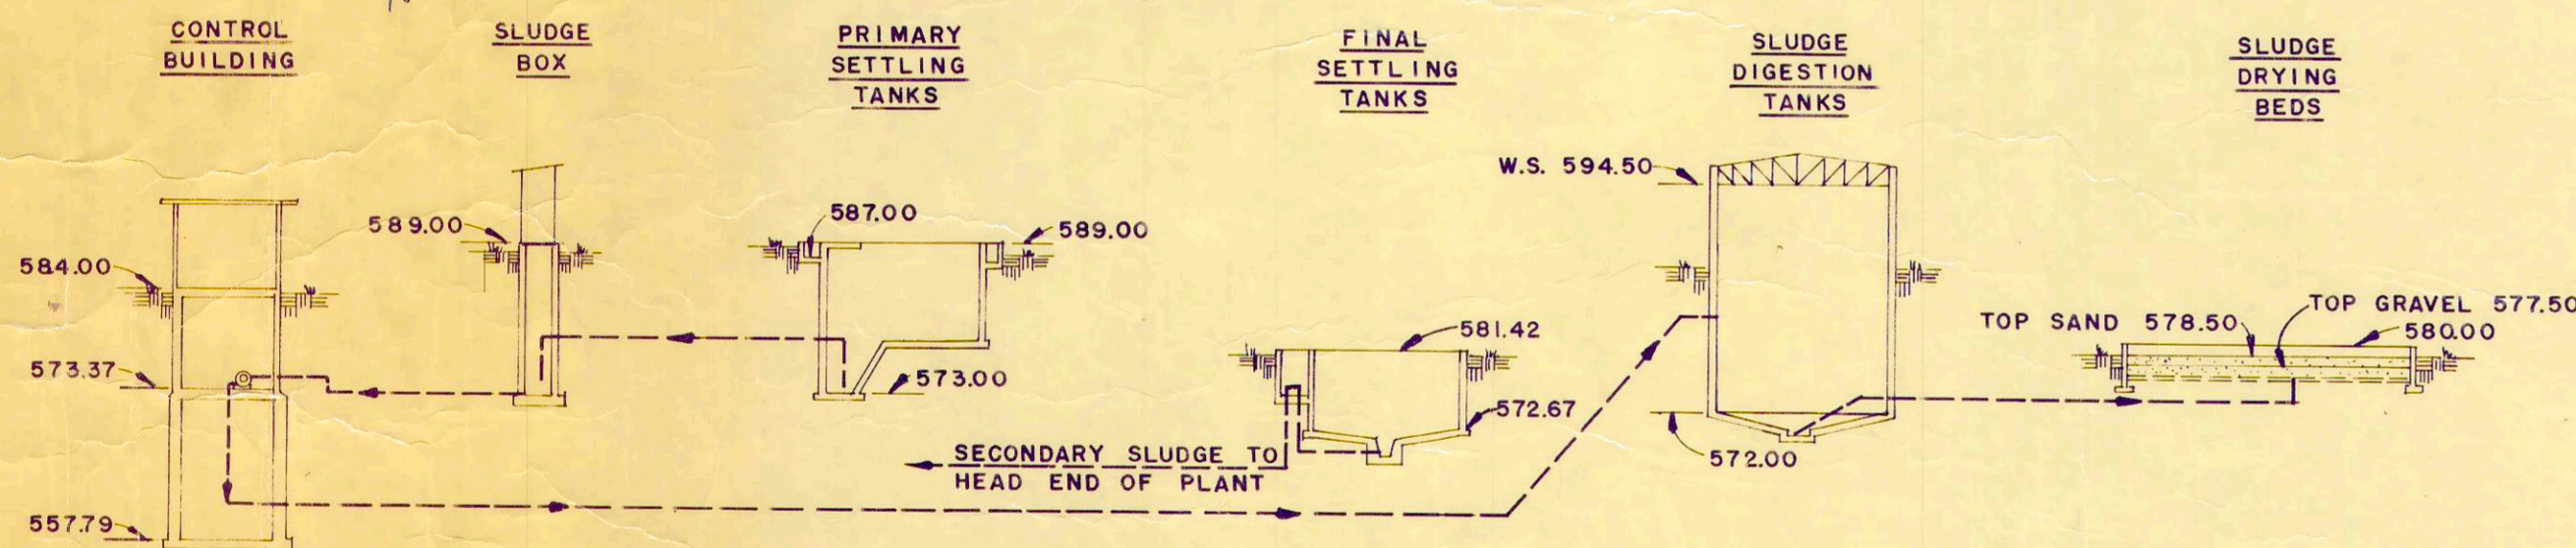 CONTROL
BUILDING
SLUDGE
BOX
PRIMARY
SETTLING
TANKS
FINAL
SETTLING
TANKS
SLUDGE
DIGESTION
TANKS
SLUDGE
DRYING
BEDS
584.00
573.37
557.79
589.00
587.00
589.00
573.00
581.42
572.67
SECONDARY SLUDGE TO
HEAD END OF PLANT
W.S. 594.50
572.00
TOP SAND 578.50
TOP GRAVEL 577.50
580.00